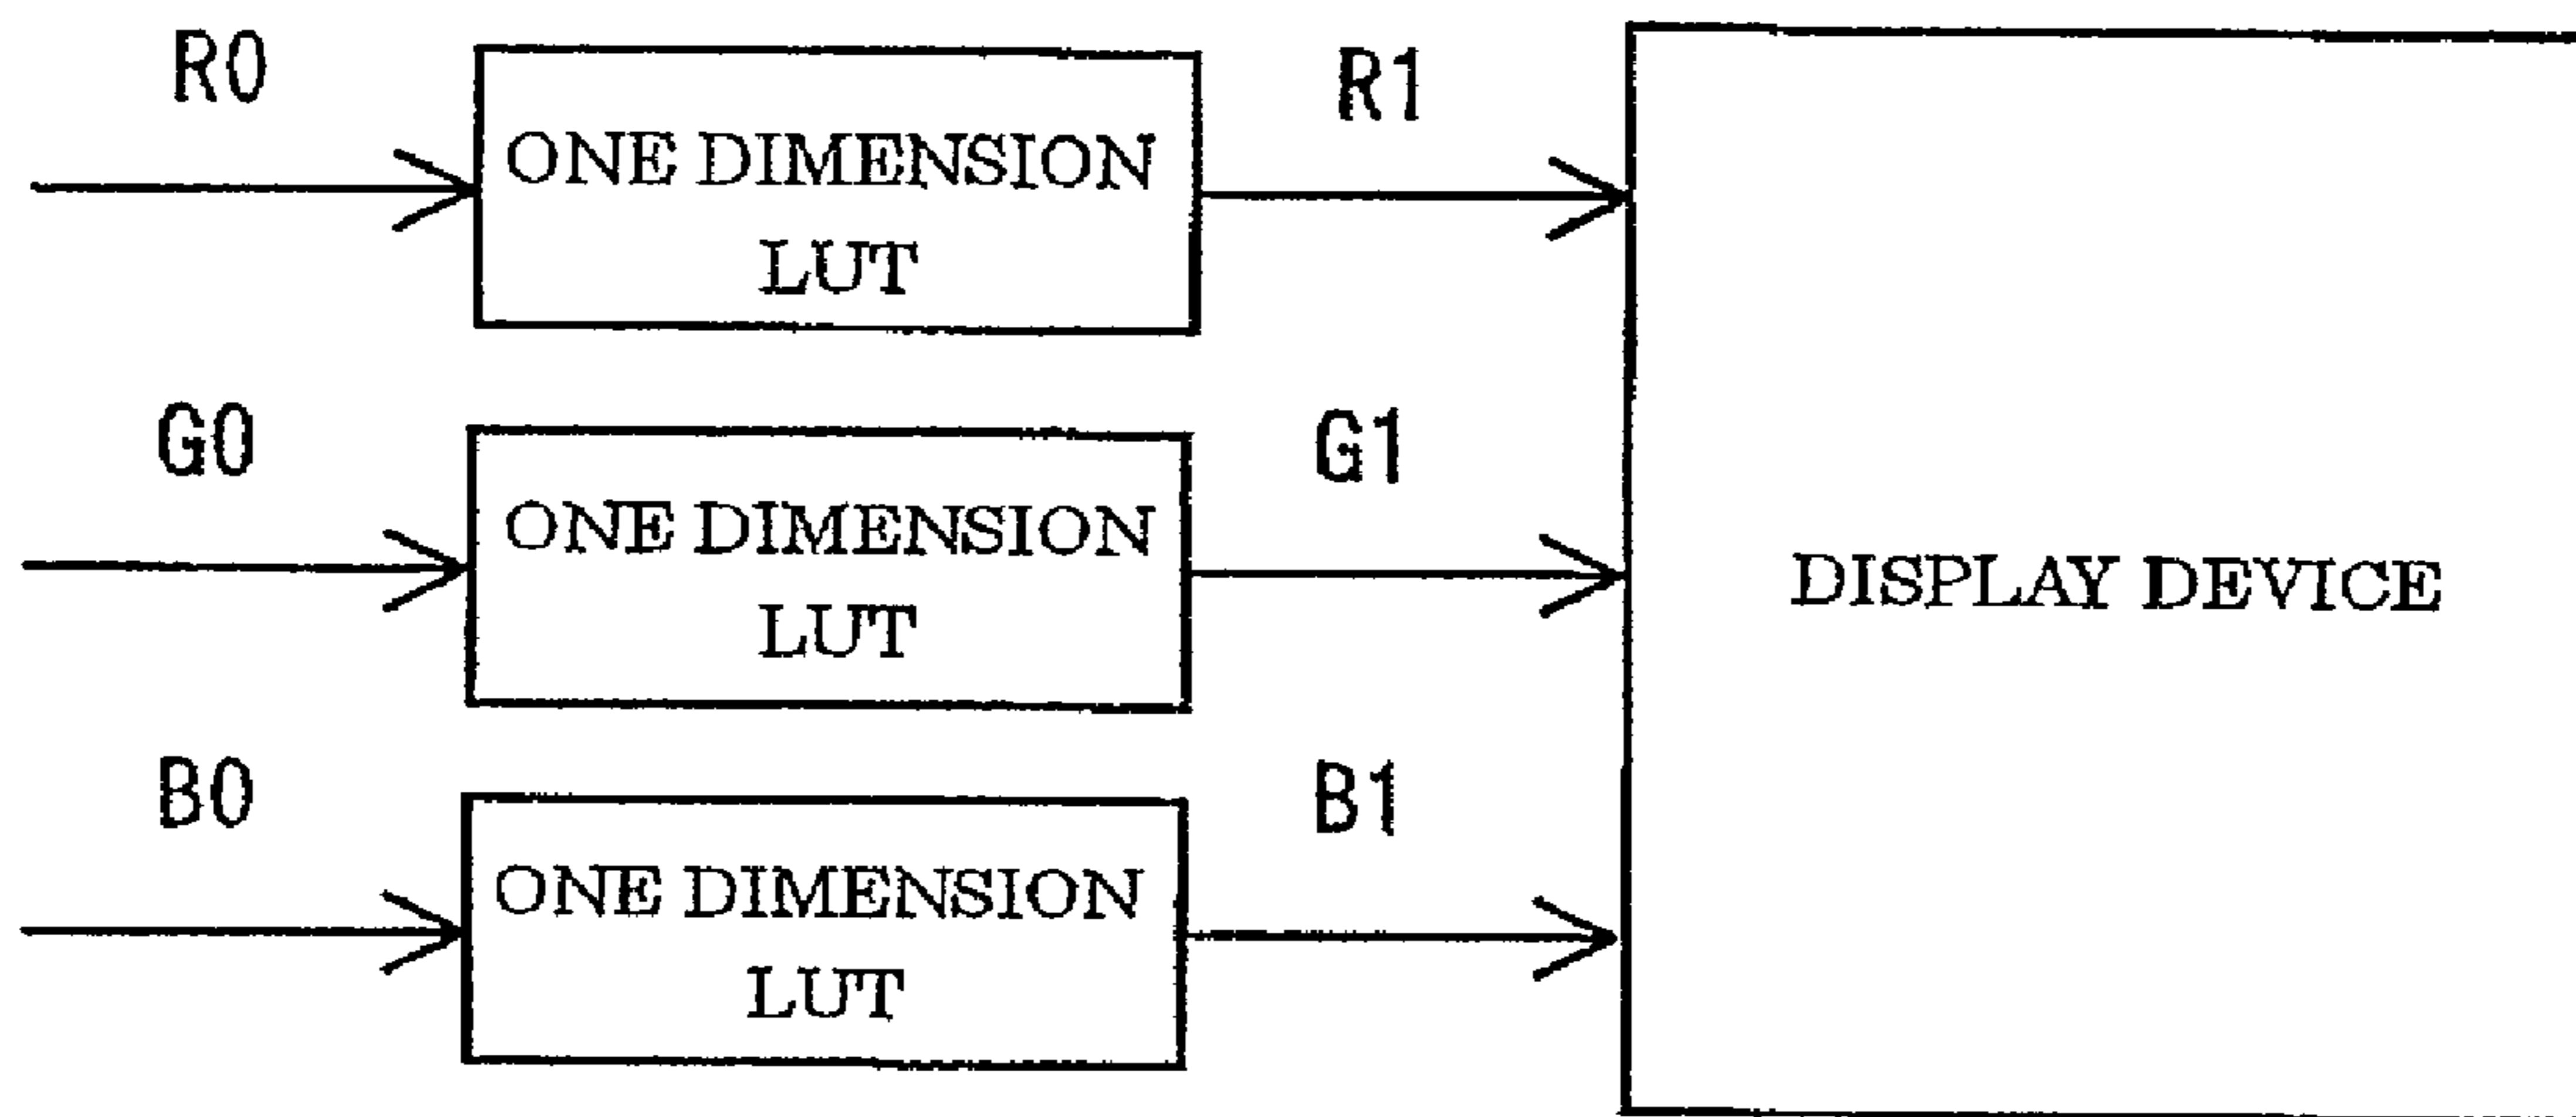 R0
ONE DIMENSION
LUT
R1
G0
ONE DIMENSION
LUT
G1
DISPLAY DEVICE
B0
ONE DIMENSION
LUT
B1